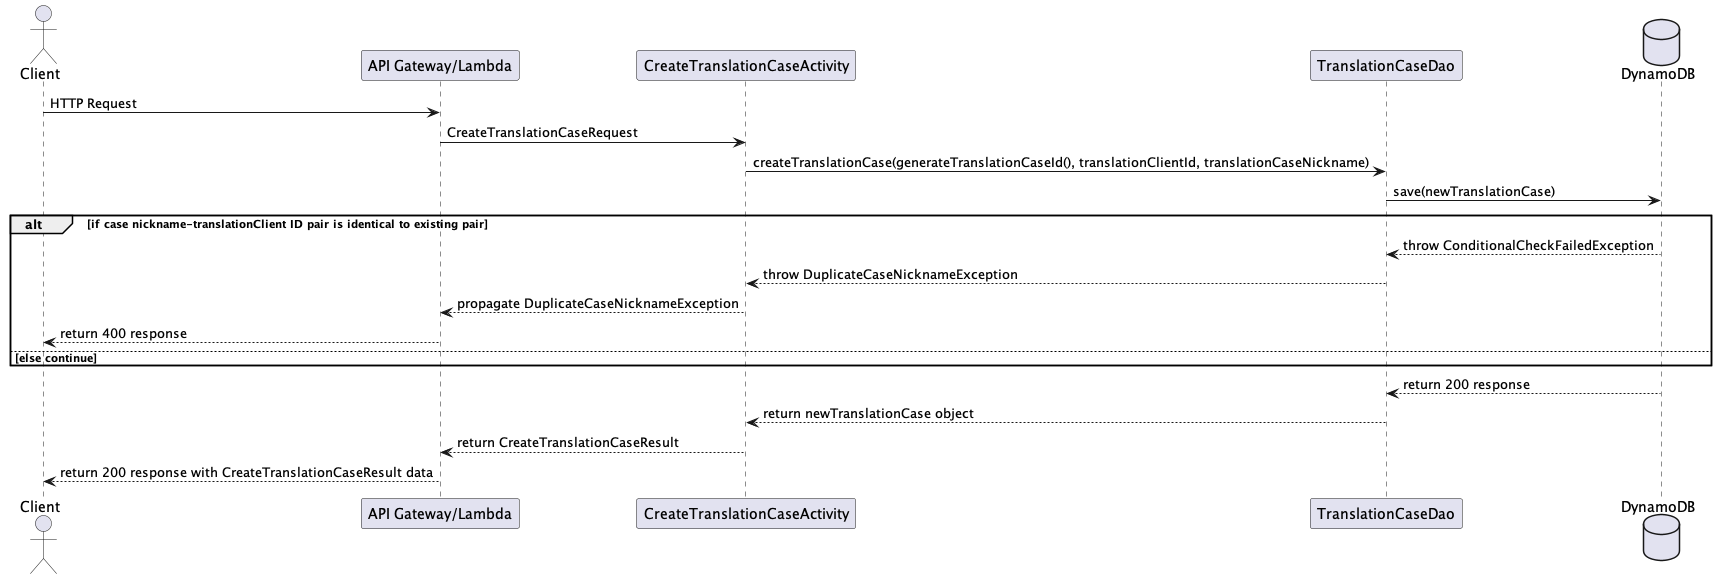 Client
API Gateway/Lambda
CreateTranslationCaseActivity
TranslationCaseDao
DynamoDB
HTTP Request
CreateTranslationCaseRequest
createTranslationCase(generateTranslationCaseId(), translationClientId, translationCaseNickname)
save(newTranslationCase)
alt
[if case nickname-translationClient ID pair is identical to existing pair]
throw ConditionalCheckFailedException
throw DuplicateCaseNicknameException
propagate DuplicateCaseNicknameException
return 400 response
[else continue]
return 200 response
return newTranslationCase object
return CreateTranslationCaseResult
return 200 response with CreateTranslationCaseResult data
Client
API Gateway/Lambda
CreateTranslationCaseActivity
TranslationCaseDao
DynamoDB